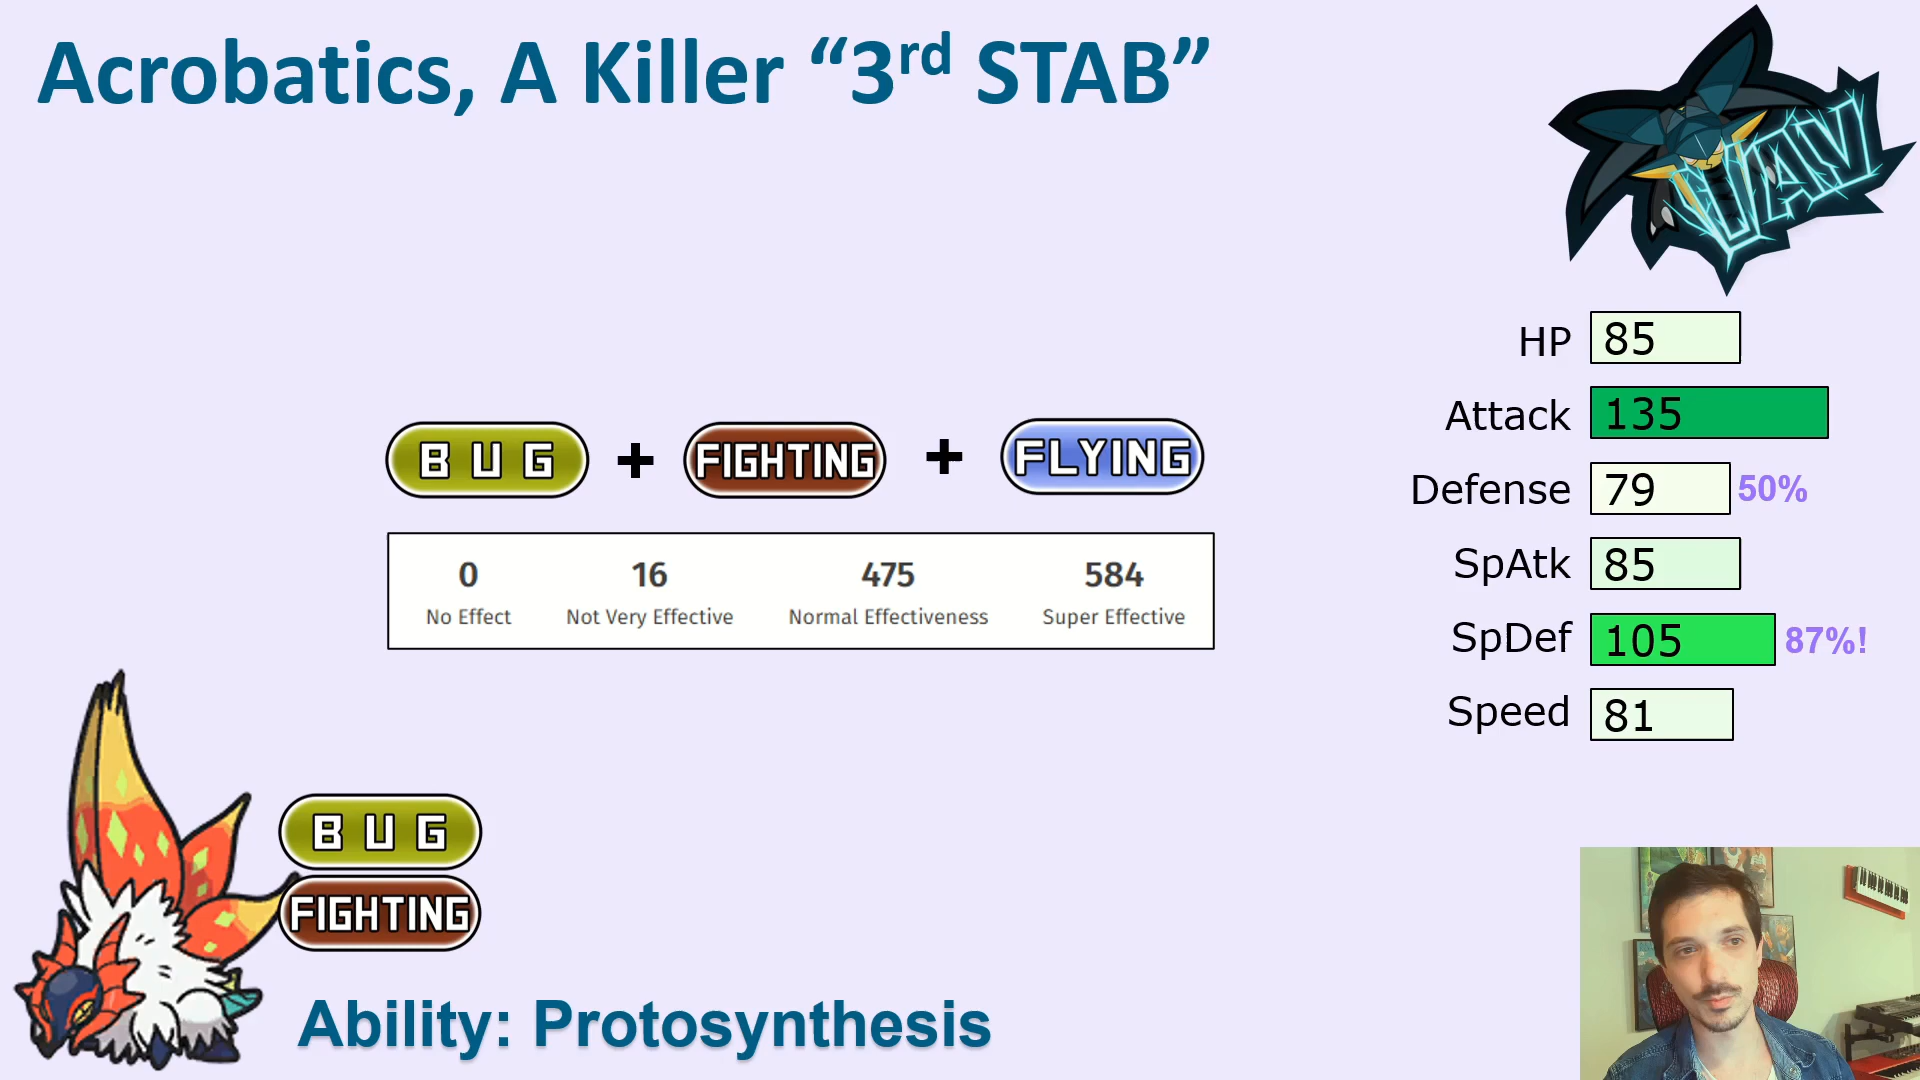 Acrobatics, A Killer “3rd STAB”
UAV
HP 85
Attack 135
Defense 79 50%
SpAtk 85
SpDef 105 87%!
Speed 81
BUG + FIGHTING + FLYING
0 16 475 584
No Effect Not Very Effective Normal Effectiveness Super Effective
BUG
FIGHTING
Ability: Protosynthesis